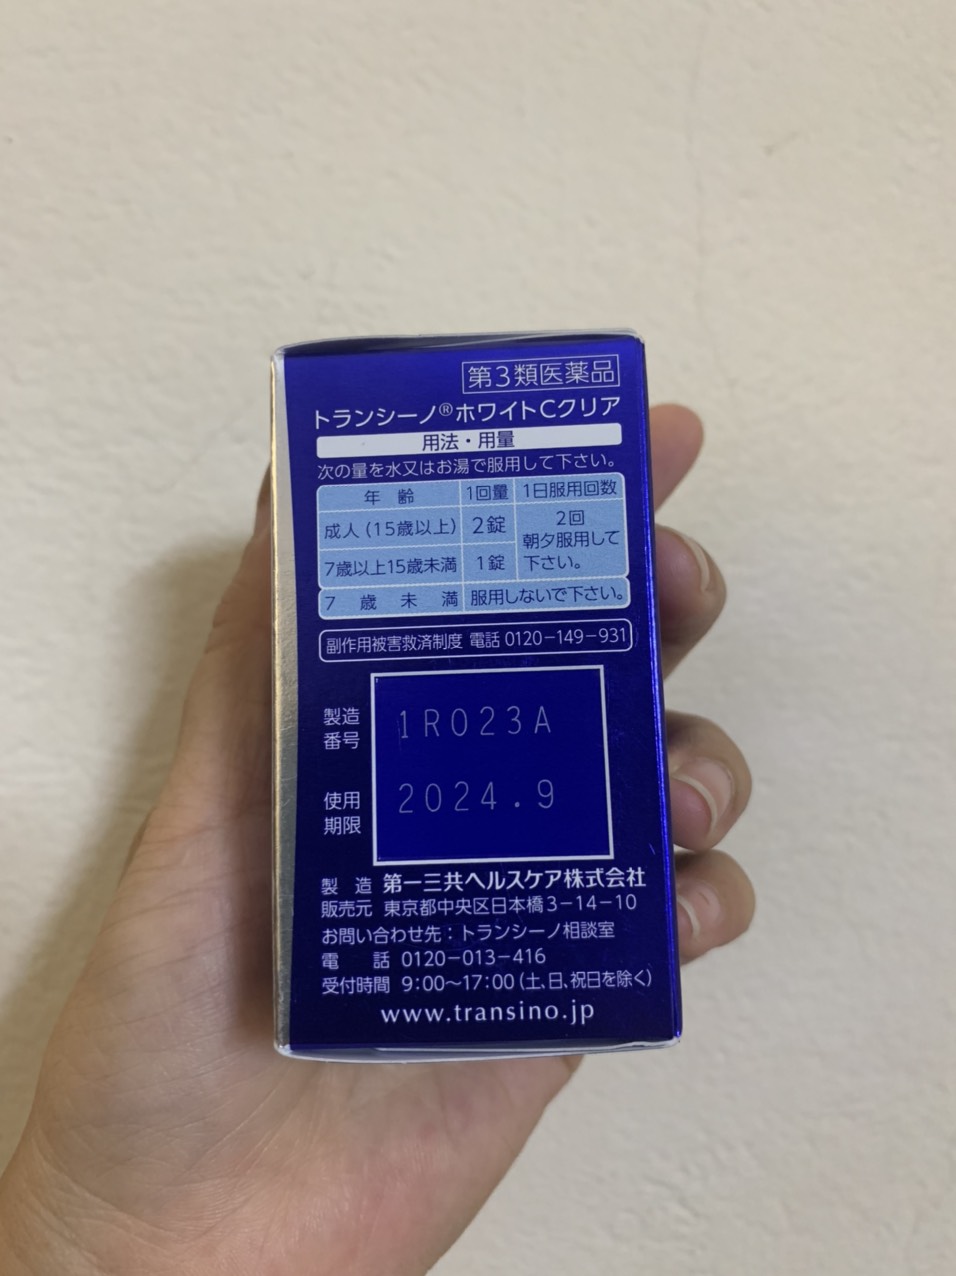 第3類医薬品
トランシーノ®ホワイトCクリア
用法・用量
次の量を水又はお湯で服用して下さい。
年齢 1回量 1日服用回数
成人(15歳以上) 2錠 2回
朝夕服用して
7歳以上15歳未満 1錠 下さい。
7歳未満 服用しないで下さい。
副作用被害救済制度 電話 0120-149-931
製造番号 1R023A
使用期限 2024.9
製造 第一三共ヘルスケア株式会社
販売元 東京都中央区日本橋3-14-10
お問い合わせ先:トランシーノ相談室
電話 0120-013-416
受付時間 9:00〜17:00(土、日、祝日を除く)
www.transino.jp